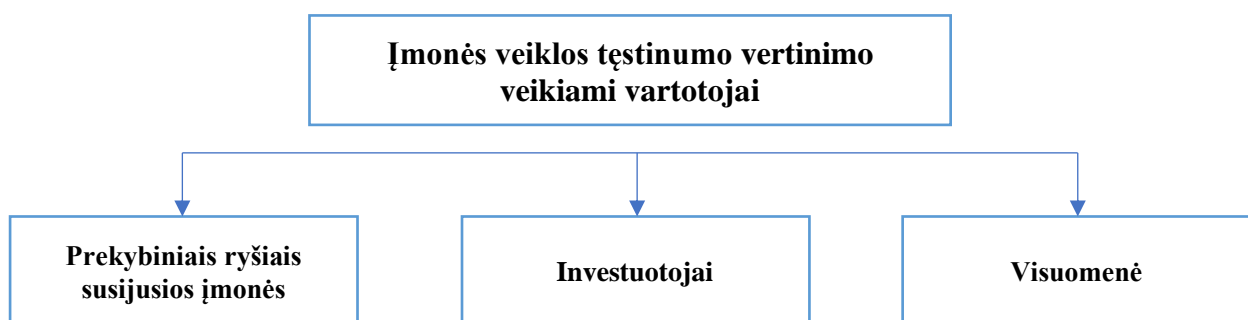 Įmonės veiklos tęstinumo vertinimo
veikiami vartotojai
Prekybiniais ryšiais
susijusios įmonės
Investuotojai
Visuomenė